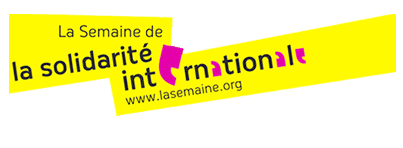 La Semaine de
la solidarité
internationale
www.lasemaine.org